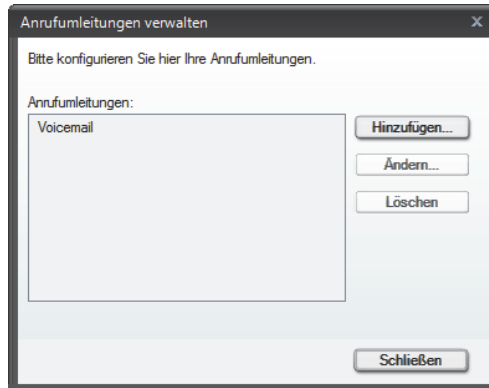 Anrufumleitungen verwalten
x
Bitte konfigurieren Sie hier Ihre Anrufumleitungen.
Anrufumleitungen:
Voicemail
Hinzufügen...
Ändern...
Löschen
Schließen